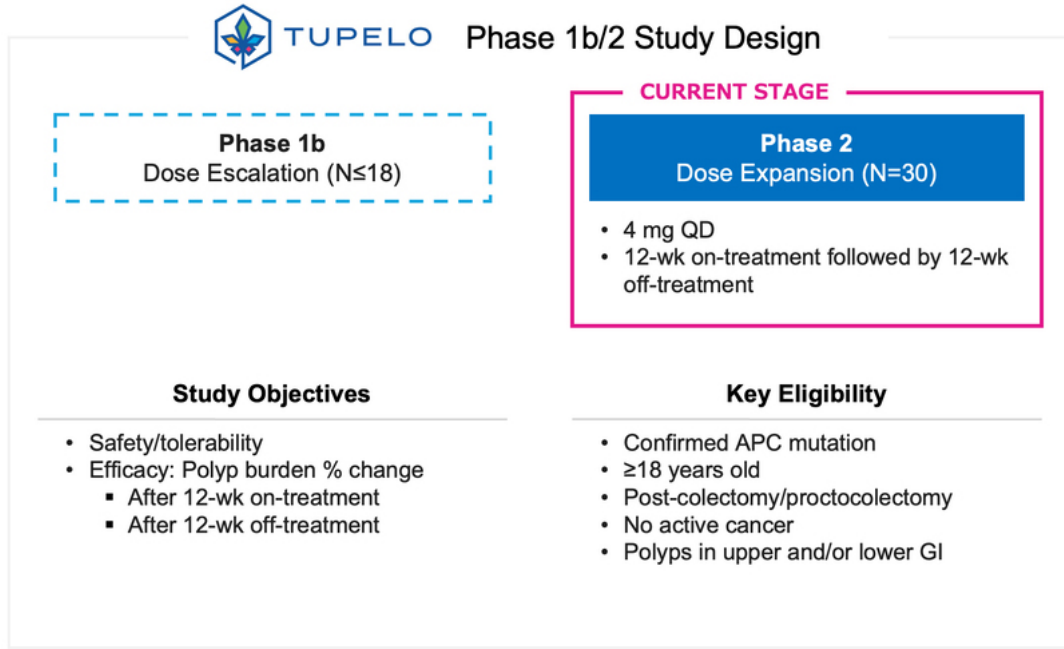 TUPELO Phase 1b/2 Study Design
CURRENT STAGE
Phase 1b
Dose Escalation (N≤18)
Phase 2
Dose Expansion (N=30)
• 4 mg QD
• 12-wk on-treatment followed by 12-wk
off-treatment
Study Objectives
• Safety/tolerability
• Efficacy: Polyp burden % change
▪ After 12-wk on-treatment
▪ After 12-wk off-treatment
Key Eligibility
• Confirmed APC mutation
• ≥18 years old
• Post-colectomy/proctocolectomy
• No active cancer
• Polyps in upper and/or lower GI